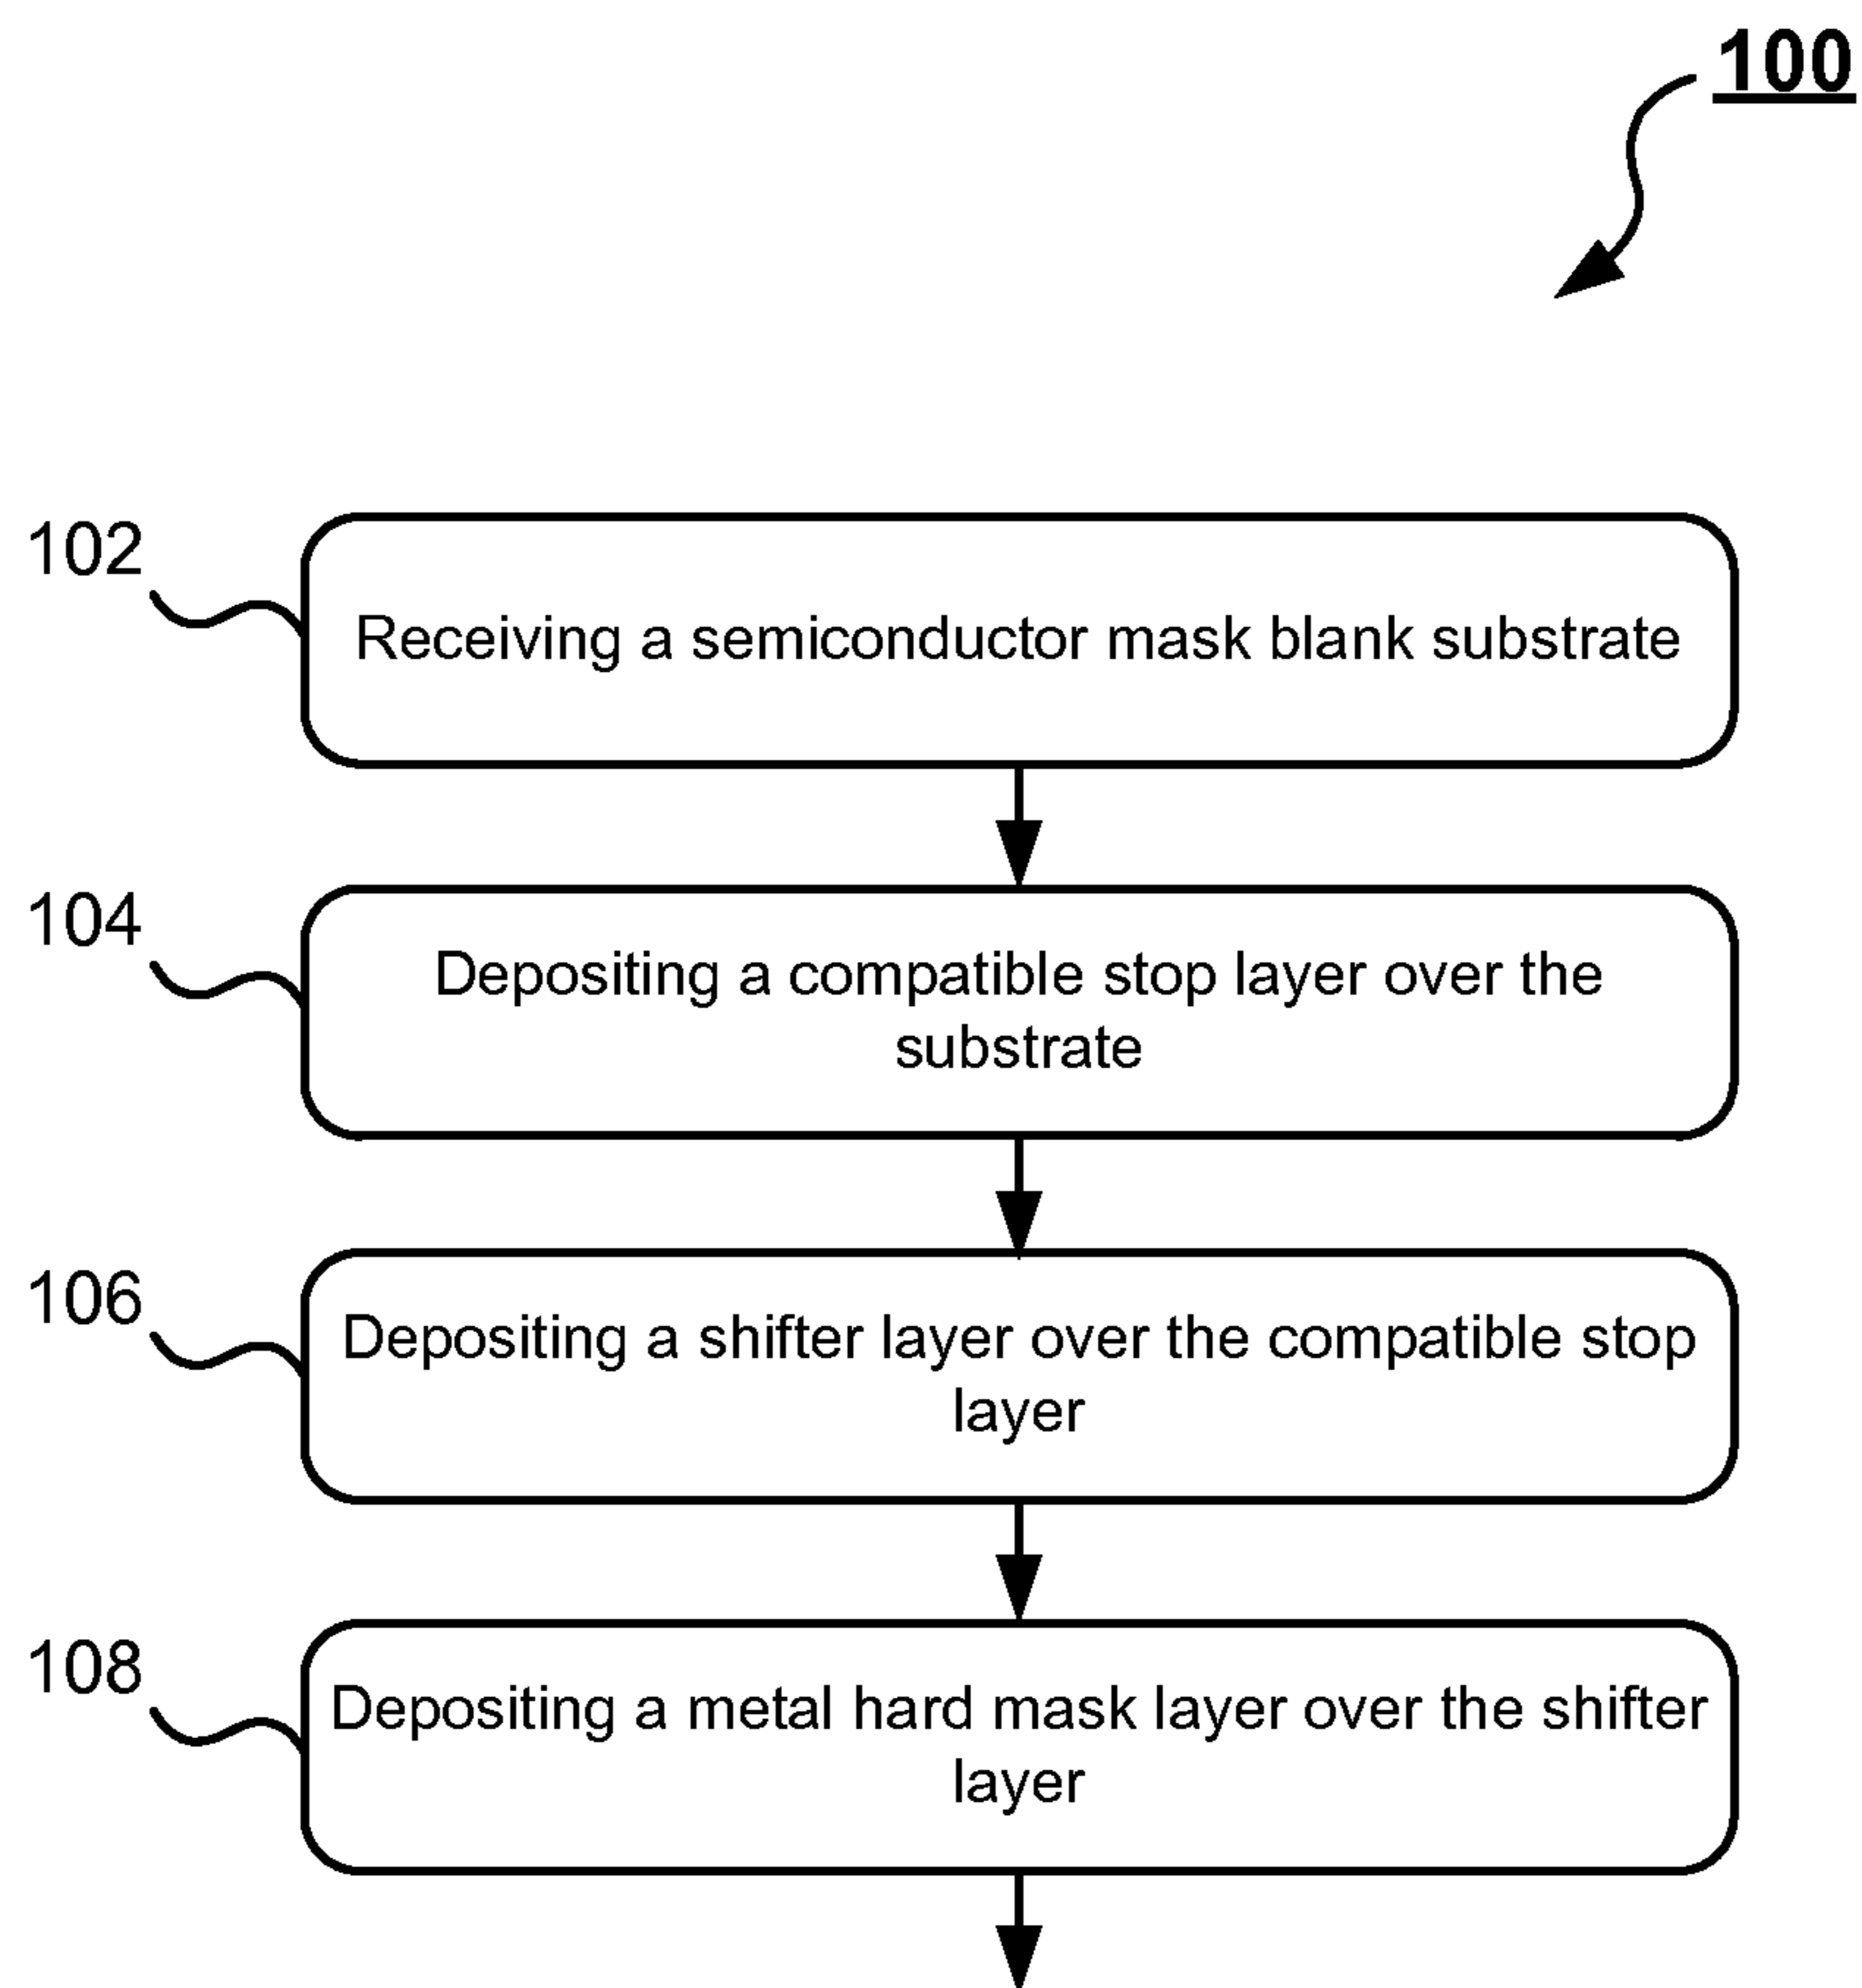 100
102
Receiving a semiconductor mask blank substrate
104
Depositing a compatible stop layer over the
substrate
106
Depositing a shifter layer over the compatible stop
layer
108
Depositing a metal hard mask layer over the shifter
layer